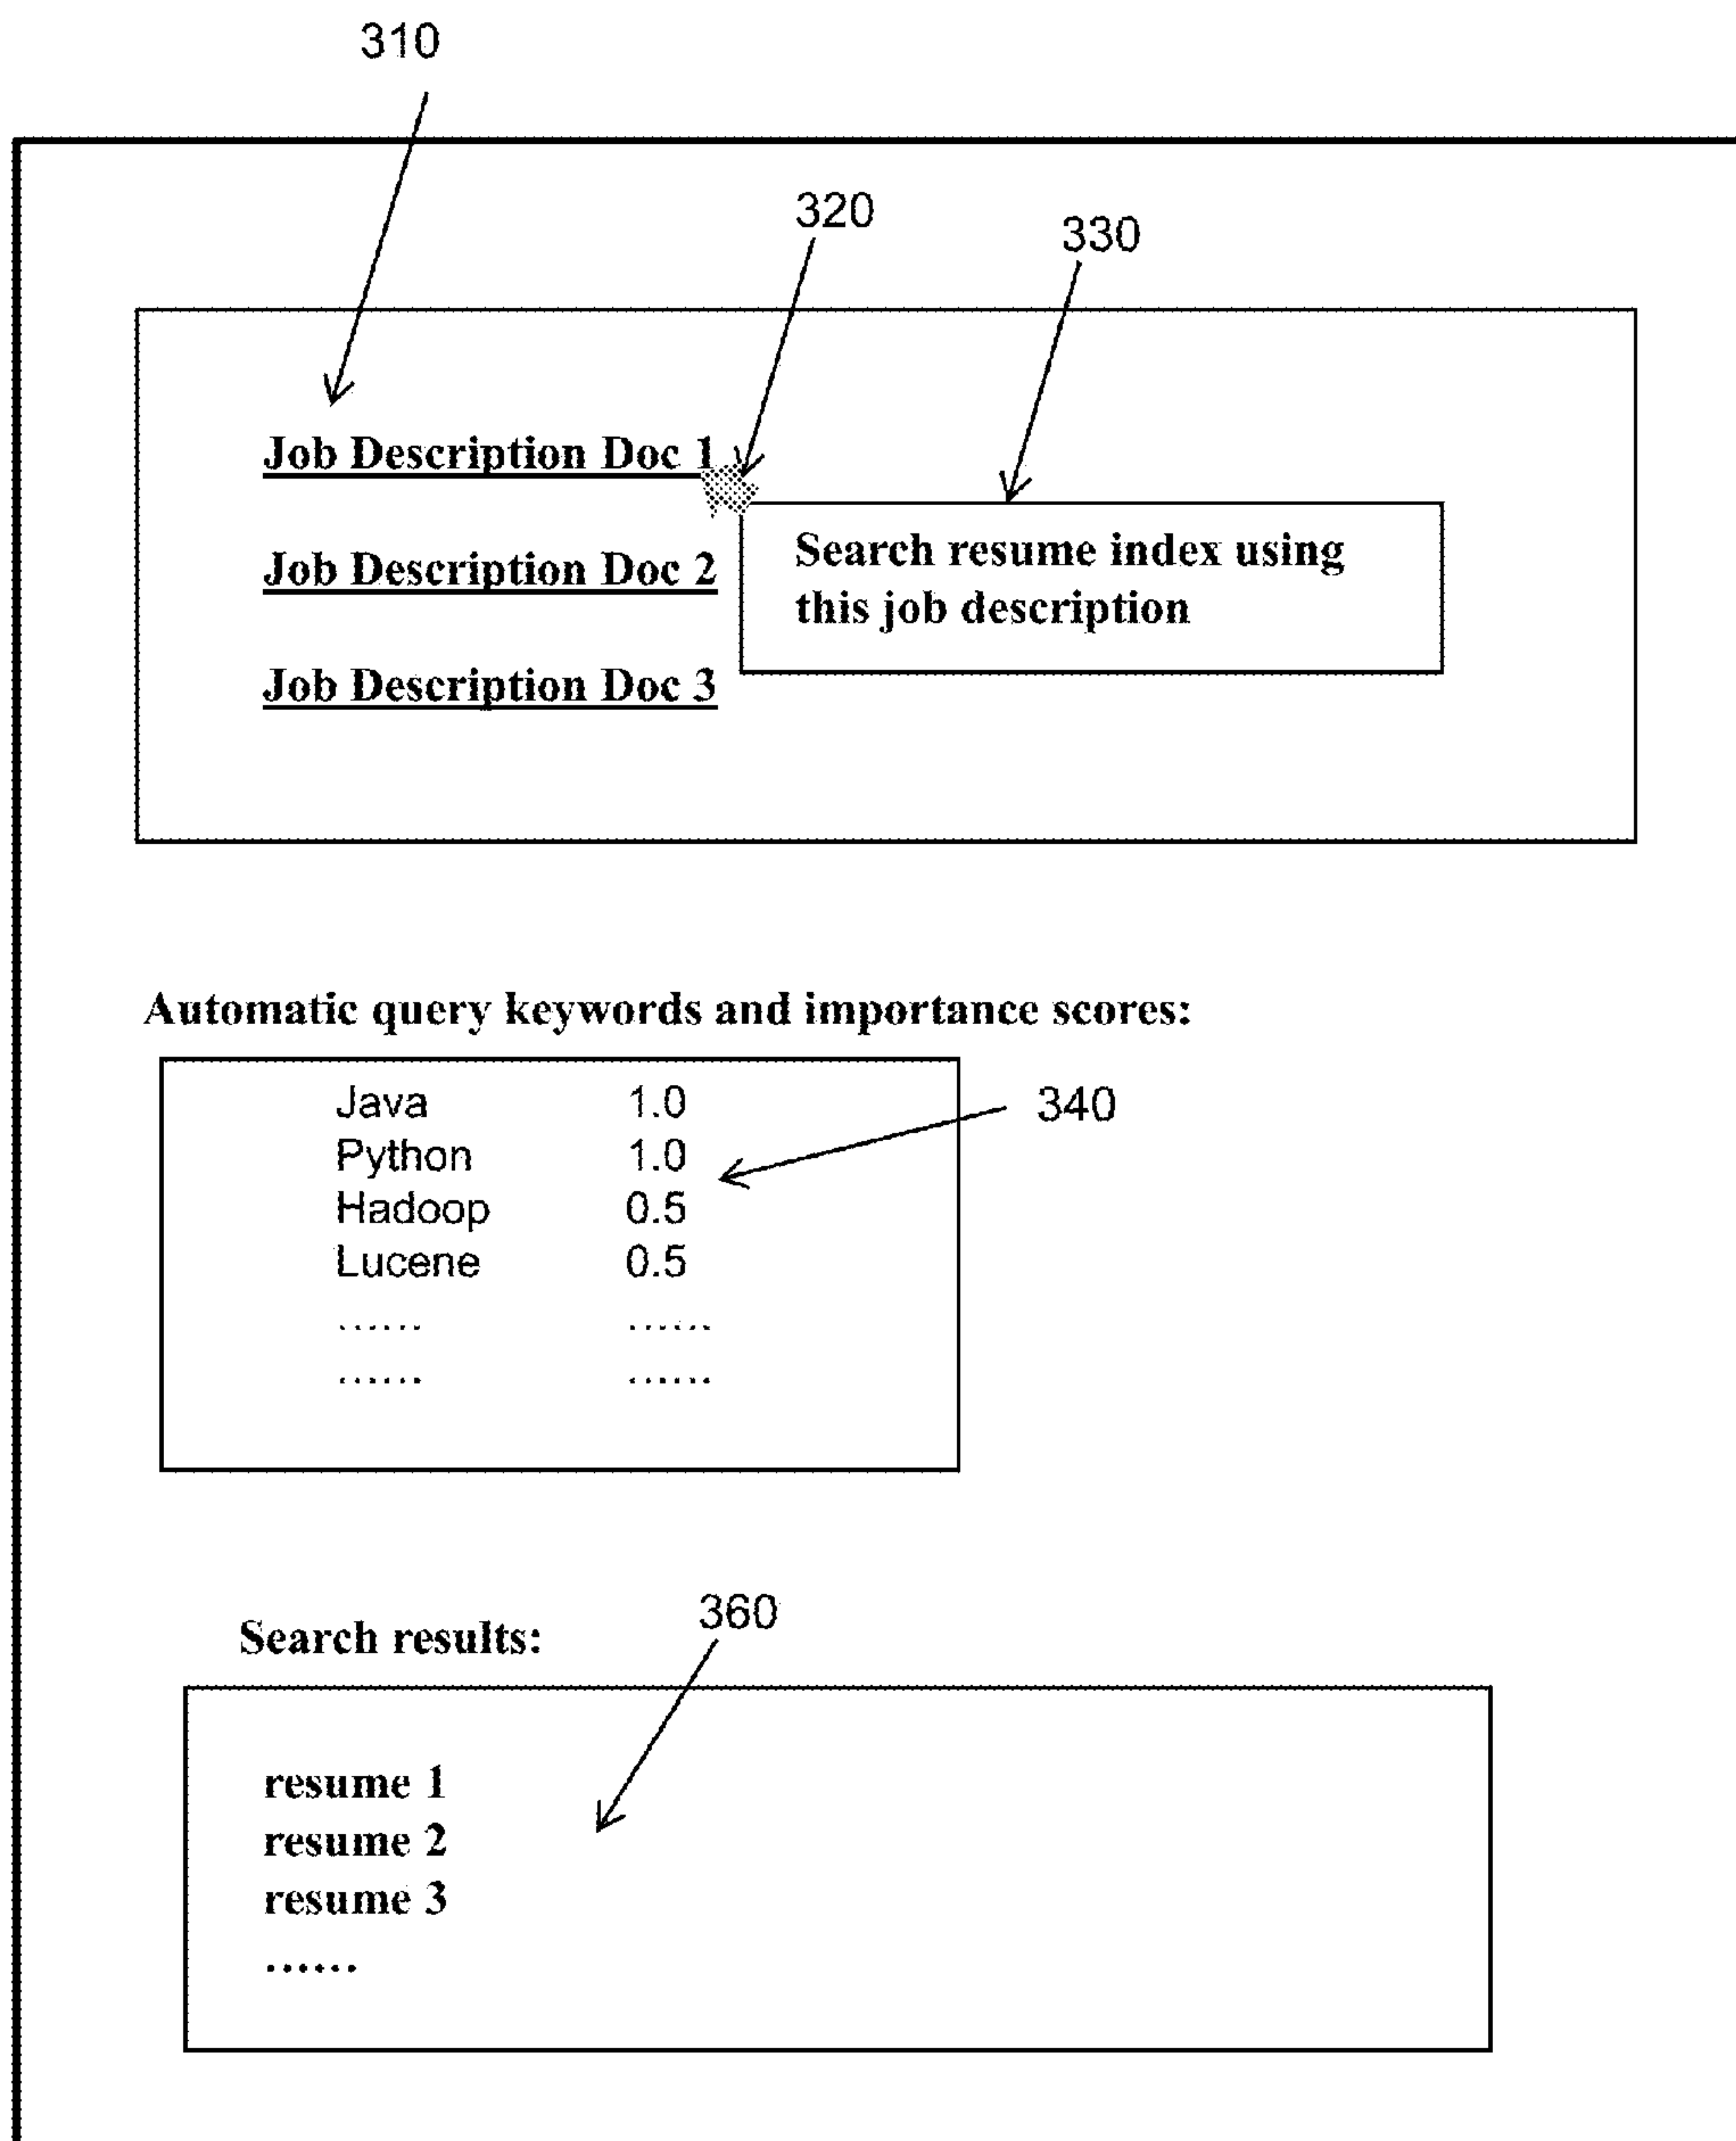 310
320
330
Job Description Doc 1
Search resume index using
this job description
Job Description Doc 2
Job Description Doc 3
Automatic query keywords and importance scores:
Java 1.0
Python 1.0
340
Hadoop 0.5
Lucene 0.5
...... ......
...... ......
360
Search results:
resume 1
resume 2
resume 3
......